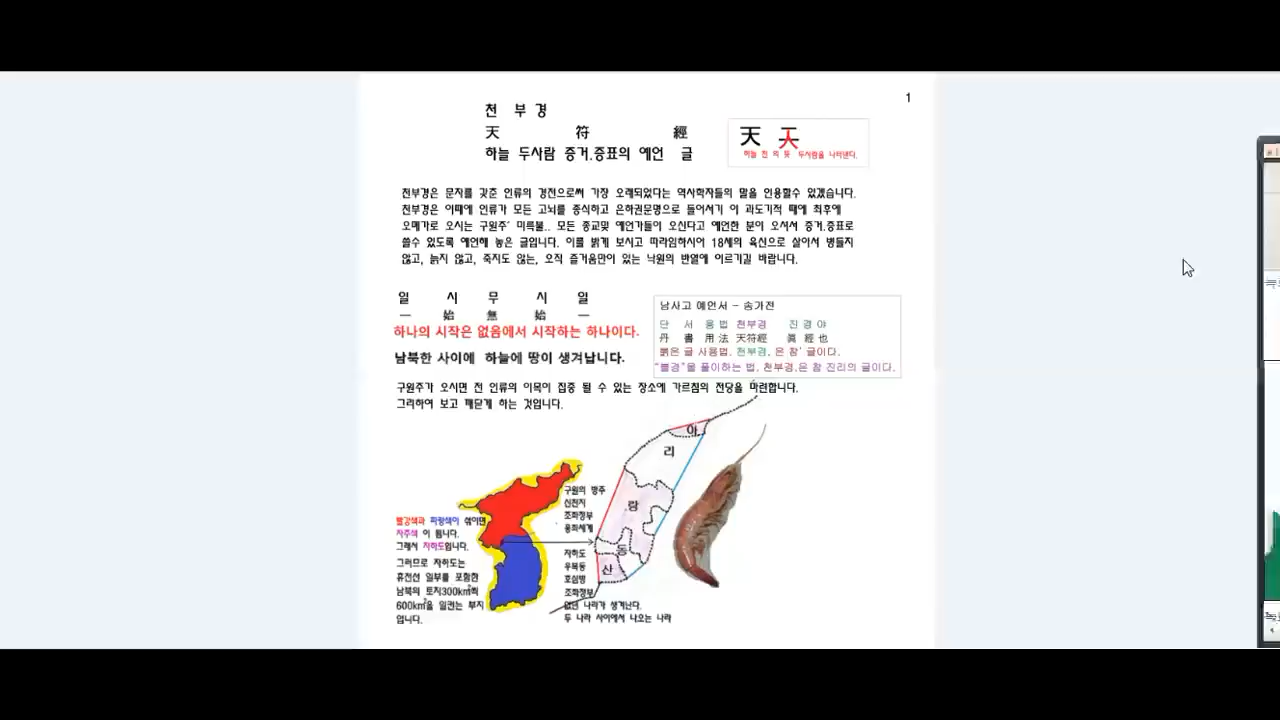 1
천 부 경
天 符 經
하늘 두사람 증거.증표의 예언 글
天 天
하늘 천 의 뜻 두사람을 나타낸다.
천부경은 문자를 갖춘 인류의 경전으로써 가장 오래되었다는 역사학자들의 말을 인용할수 있겠습니다.
천부경은 이때에 인류가 모든 고뇌를 종식하고 은하권문명으로 들어서기 이 과도기적 때에 최후에
오메가로 오시는 구원주' 미륵불.. 모든 종교및 예언가들이 오신다고 예언한 분이 오셔서 증거.증표로
쓸수 있도록 예언해 놓은 글입니다. 이를 밝게 보시고 따라임하시어 18세의 육신으로 살아서 병들지
않고, 늙지 않고, 죽지도 않는, 오직 즐거움만이 있는 낙원의 반열에 이르기길 바랍니다.
일 시 무 시 일
一 始 無 始 一
하나의 시작은 없음에서 시작하는 하나이다.
남북한 사이에 하늘에 땅이 생겨납니다.
남사고 예언서 - 송가전
단 서 용법 천부경 진경야
丹 書 用法 天符經 眞經也
붉은 글 사용법, 천부경, 은 참' 글이다.
"불경"을 풀이하는 법, 천부경,은 참 진리의 글이다.
구원주가 오시면 전 인류의 이목이 집중 될 수 있는 장소에 가르침의 전당을 마련합니다.
그리하여 보고 깨닫게 하는 것입니다.
아
리
랑
동
산
구원의 방주
신천지
조화정부
용화세계
빨강색과 파랑색이 섞이면
자주색 이 됩니다.
그래서 자하도입니다.
그러므로 자하도는
휴전선 일부를 포함한
남북의 토지300km²씩
600km²을 일컫는 부지
입니다.
자하도
우복동
호심방
조화정부
없던 나라가 생겨난다.
두 나라 사이에서 나오는 나라